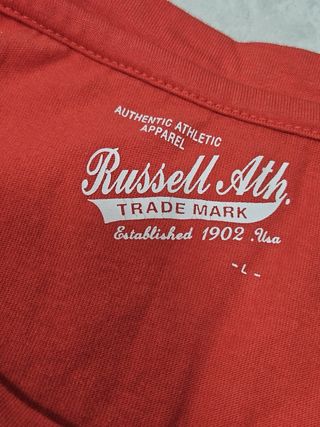 AUTHENTIC ATHLETIC
APPAREL
Russell Ath.
TRADE MARK
Established 1902 .Usa
- L -